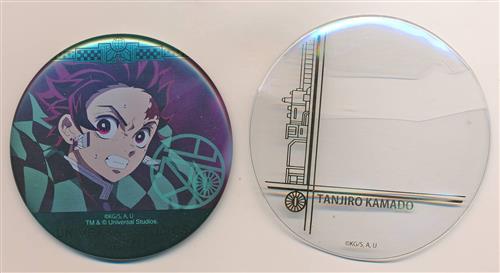 ©KG/S, A, U
TM & © Universal Studios.
TANJIRO KAMADO
©KG/S, A, U